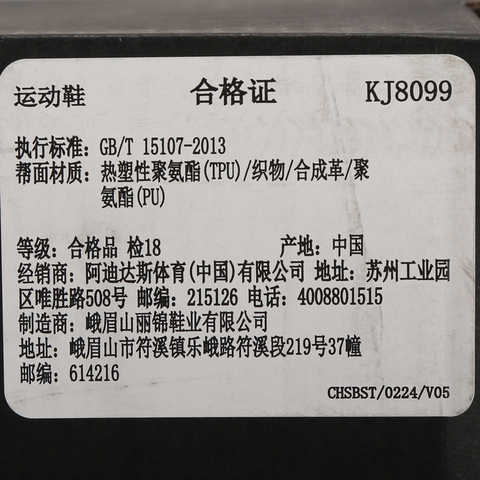 运动鞋 合格证 KJ8099
执行标准：GB/T 15107-2013
帮面材质：热塑性聚氨酯(TPU)/织物/合成革/聚
氨酯(PU)
等级：合格品 检18 产地：中国
经销商：阿迪达斯体育(中国)有限公司 地址：苏州工业园
区唯胜路508号 邮编：215126 电话：4008801515
制造商：峨眉山丽锦鞋业有限公司
地址：峨眉山市符溪镇乐峨路符溪段219号37幢
邮编：614216
CHSBST/0224/V05